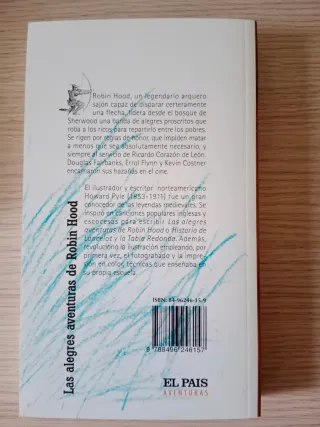 Robin Hood, un legendario arquero
sajón capaz de disparar certeramente
una flecha, lidera desde el bosque de
Sherwood una banda de alegres proscritos que
roba a los ricos para repartirlo entre los pobres.
Se rigen por reglas de honor, que impiden matar
a menos que sea absolutamente necesario, y
siempre al servicio de Ricardo Corazón de León.
Douglas Fairbanks, Errol Flynn y Kevin Costner
encarnaron sus hazañas en el cine.
El ilustrador y escritor norteamericano
Howard Pyle (1853-1911) fue un gran
conocedor de las leyendas medievales. Se
inspiró en canciones populares inglesas y
escocesas para escribir Las alegres
aventuras de Robin Hood o Historia de
Lancelot y la Tabla Redonda. Además,
revolucionó la ilustración empleando, por
primera vez, el fotograbado y la impre-
sión en color, técnicas que enseñaba en
su propia escuela.
Las alegres aventuras de Robin Hood
ISBN: 84-96246-15-9
9 788496 246157
EL PAIS
AVENTURAS